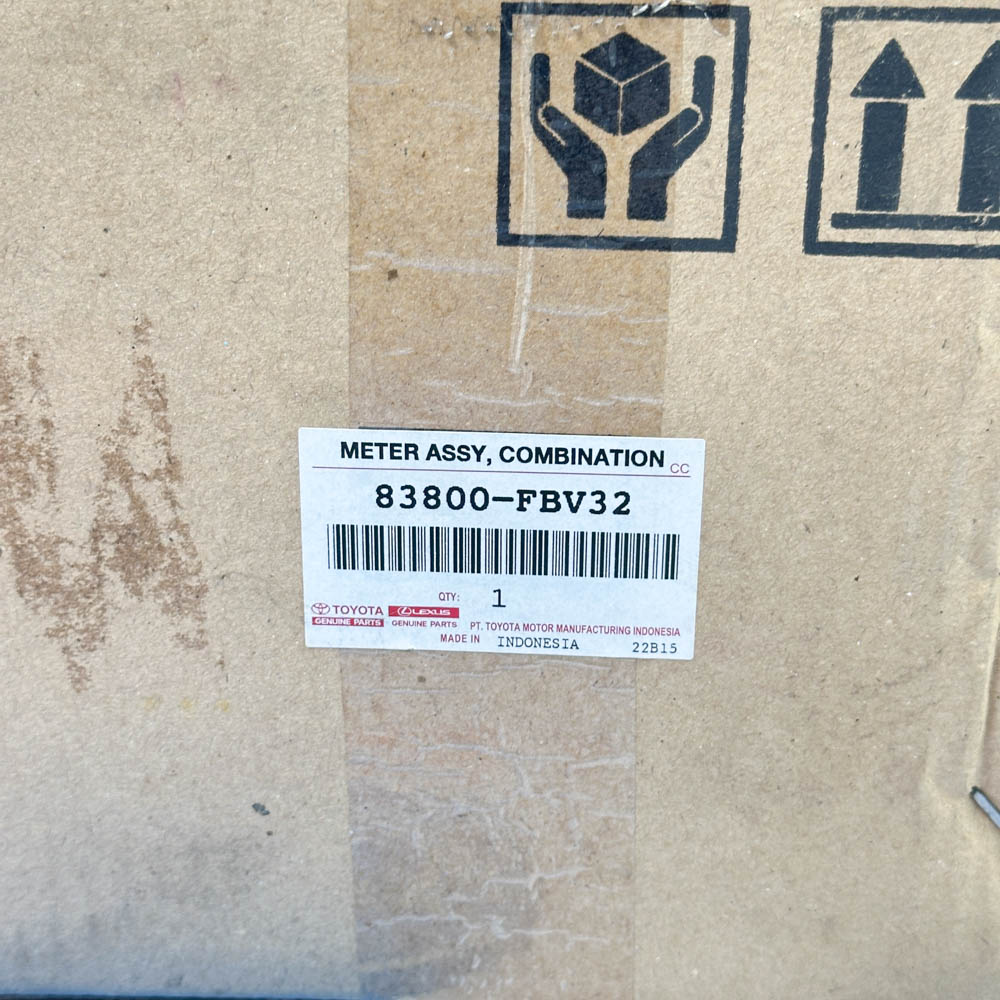 METER ASSY, COMBINATION CC
83800-FBV32
QTY: 1
TOYOTA LEXUS
GENUINE PARTS GENUINE PARTS PT. TOYOTA MOTOR MANUFACTURING INDONESIA
MADE IN INDONESIA 22B15